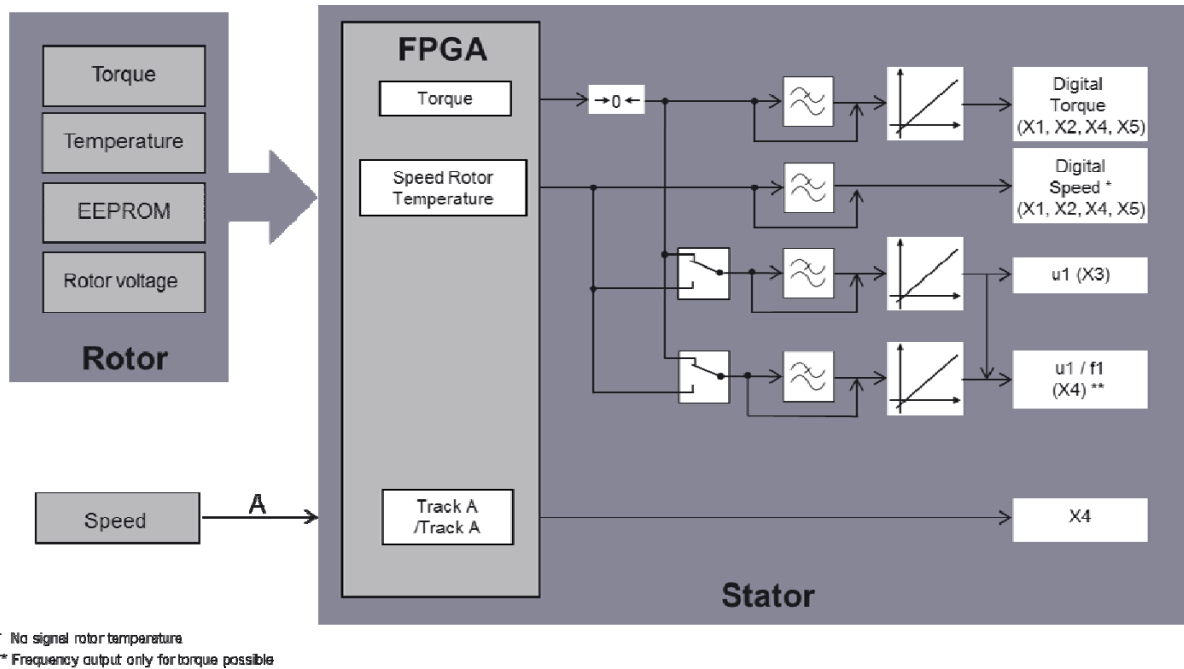 Torque
Temperature
EEPROM
Rotor voltage
Rotor
Speed
A
FPGA
Torque
Speed Rotor
Temperature
Track A
/Track A
→0←
Digital
Torque
(X1, X2, X4, X5)
Digital
Speed *
(X1, X2, X4, X5)
u1 (X3)
u1 / f1
(X4) **
X4
Stator
* No signal rotor temperature
** Frequency output only for torque possible